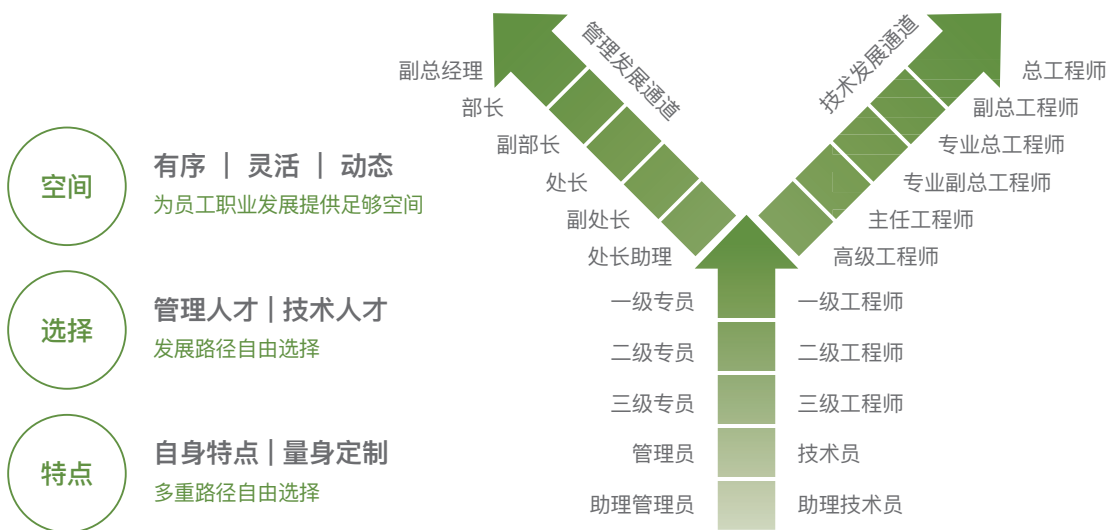 空间
有序 | 灵活 | 动态
为员工职业发展提供足够空间
选择
管理人才 | 技术人才
发展路径自由选择
特点
自身特点 | 量身定制
多重路径自由选择
管理发展通道
技术发展通道
副总经理
部长
副部长
处长
副处长
处长助理
总工程师
副总工程师
专业总工程师
专业副总工程师
主任工程师
高级工程师
一级专员
一级工程师
二级专员
二级工程师
三级专员
三级工程师
管理员
技术员
助理管理员
助理技术员